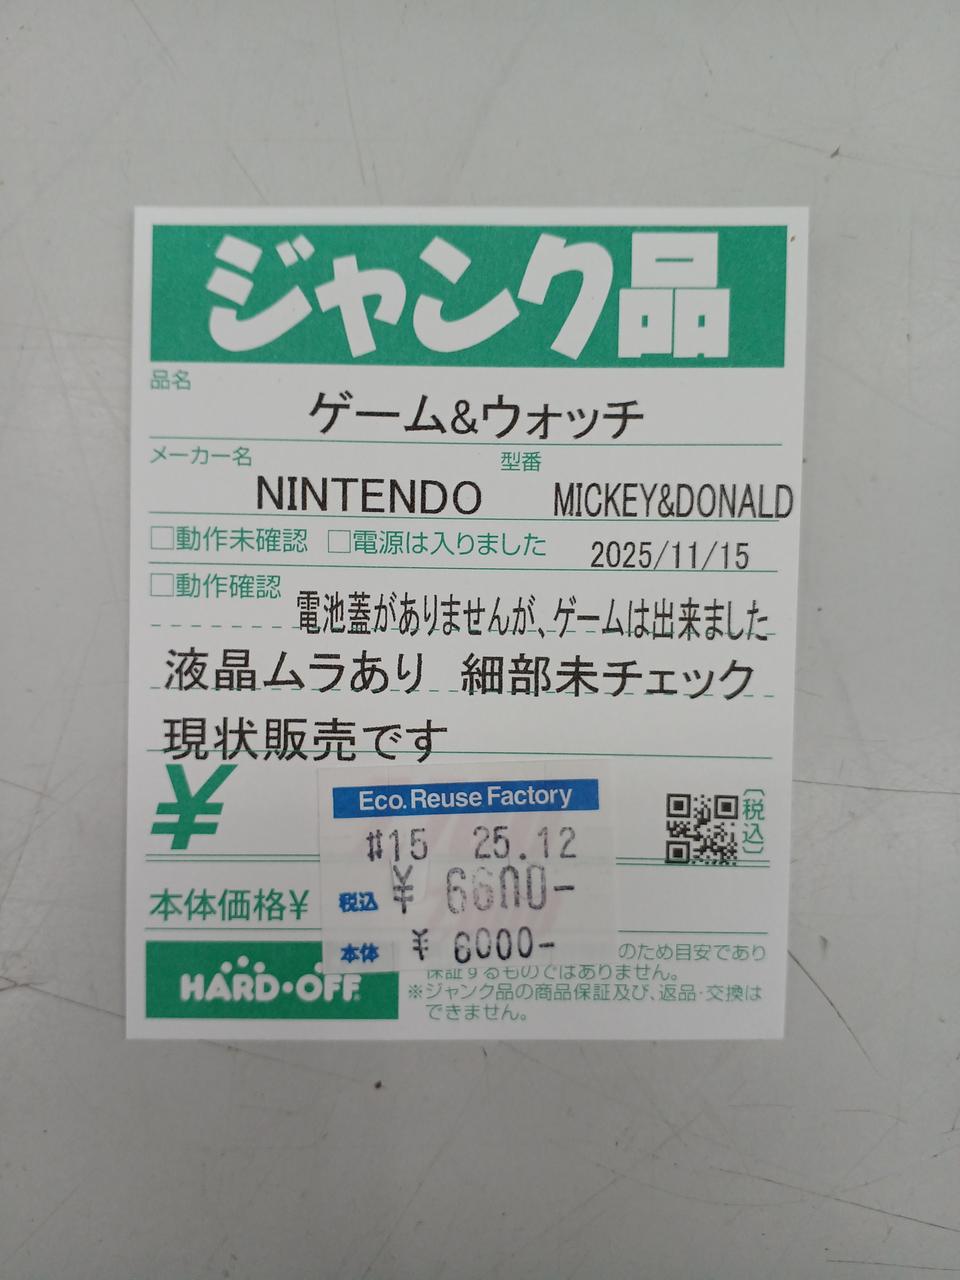 ジャンク品
品名
ゲーム&ウォッチ
メーカー名 型番
NINTENDO MICKEY&DONALD
□動作未確認 □電源は入りました 2025/11/15
□動作確認 電池蓋がありませんが、ゲームは出来ました
液晶ムラあり 細部未チェック
現状販売です
¥ 〔税込〕
Eco.Reuse Factory
#15 25.12
税込 ¥ 6600-
本体価格¥
本体 ¥ 6000-
HARD・OFF
のため目安であり
保証するものではありません。
※ジャンク品の商品保証及び、返品・交換は
できません。